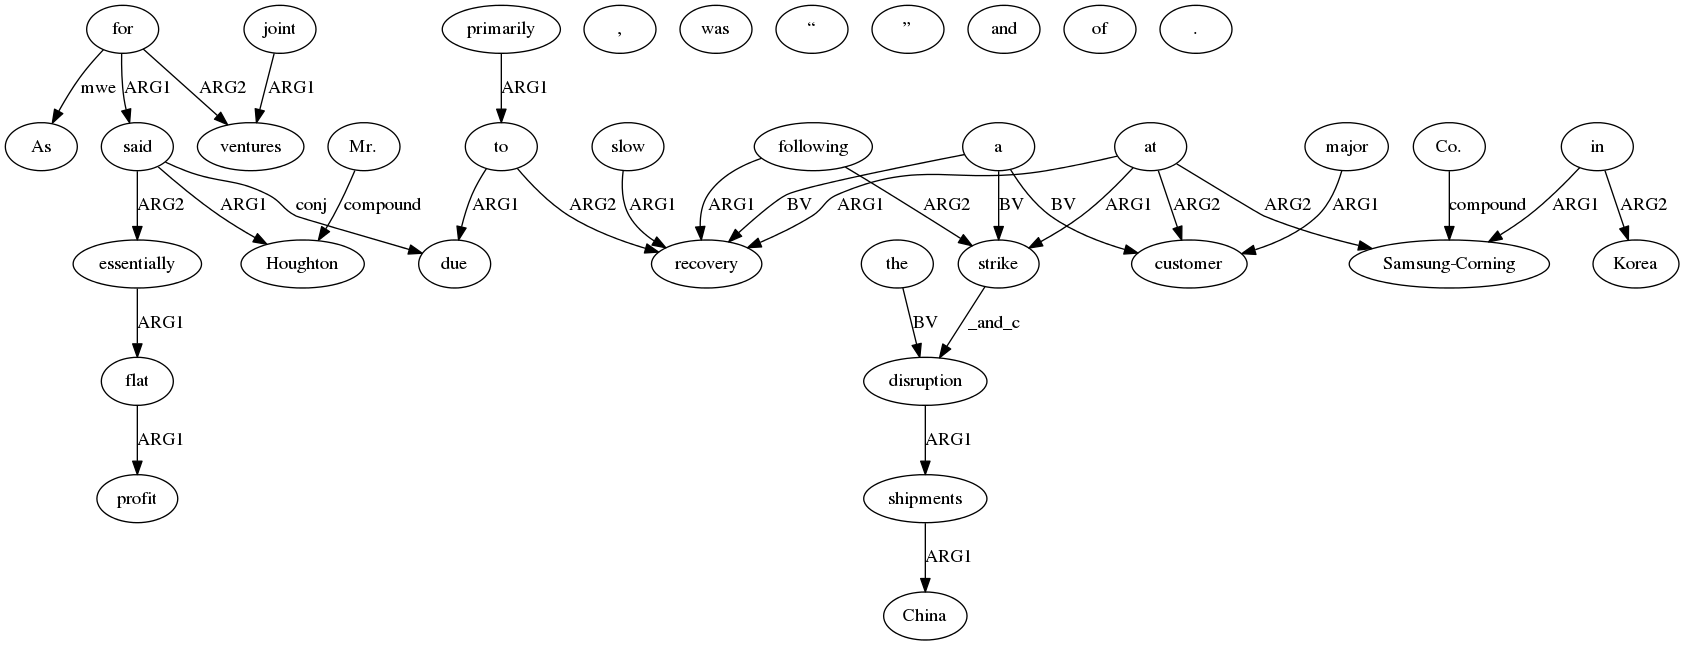 for joint primarily , was “ ” and of .
mwe ARG1 ARG2 ARG1 ARG1
As said ventures Mr. to slow following a at major Co. in
ARG2 ARG1 conj compound ARG1 ARG2 ARG1 ARG1 BV ARG1 ARG2 BV BV ARG1 ARG2 ARG2 ARG1 compound ARG1 ARG2
essentially Houghton due recovery the strike customer Samsung-Corning Korea
ARG1 BV _and_c
flat disruption
ARG1 ARG1
profit shipments
ARG1
China